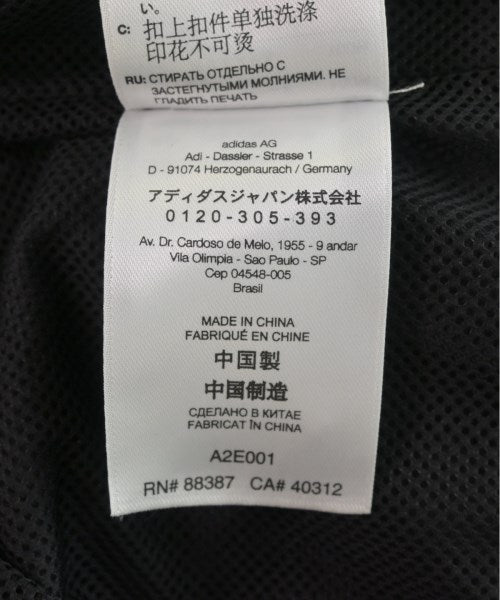 い。
C: 扣上扣件单独洗涤
印花不可烫
RU: СТИРАТЬ ОТДЕЛЬНО С
ЗАСТЕГНУТЫМИ МОЛНИЯМИ. НЕ
ГЛАДИТЬ ПЕЧАТЬ
adidas AG
Adi - Dassler - Strasse 1
D - 91074 Herzogenaurach / Germany
アディダスジャパン株式会社
0120-305-393
Av. Dr. Cardoso de Melo, 1955 - 9 andar
Vila Olimpia - Sao Paulo - SP
Cep 04548-005
Brasil
MADE IN CHINA
FABRIQUÉ EN CHINE
中国製
中国制造
СДЕЛАНО В КИТАЕ
FABRICAT ÎN CHINA
A2E001
RN# 88387 CA# 40312